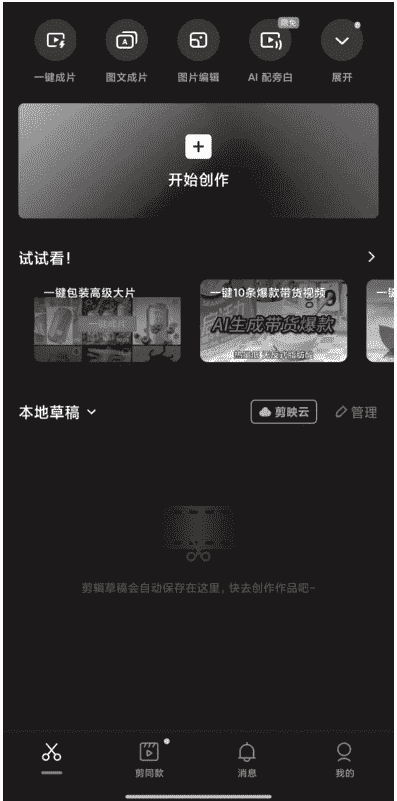 限免
一键成片
图文成片
图片编辑
AI 配旁白
展开
开始创作
试试看!
一键包装高级大片
一键成片
一键10条爆款带货视频
AI生成带货爆款
本地草稿
剪映云
管理
剪辑草稿会自动保存在这里，快去创作作品吧~
剪同款
消息
我的